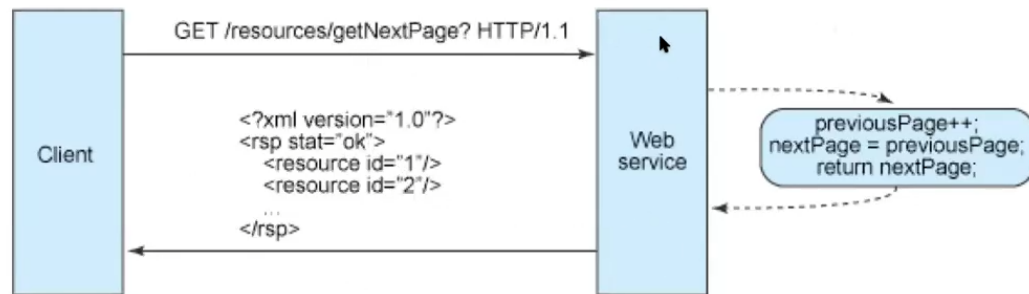 GET /resources/getNextPage? HTTP/1.1
<?xml version="1.0"?>
<rsp stat="ok">
<resource id="1"/>
<resource id="2"/>
...
</rsp>
Client
Web
service
previousPage++;
nextPage = previousPage;
return nextPage;